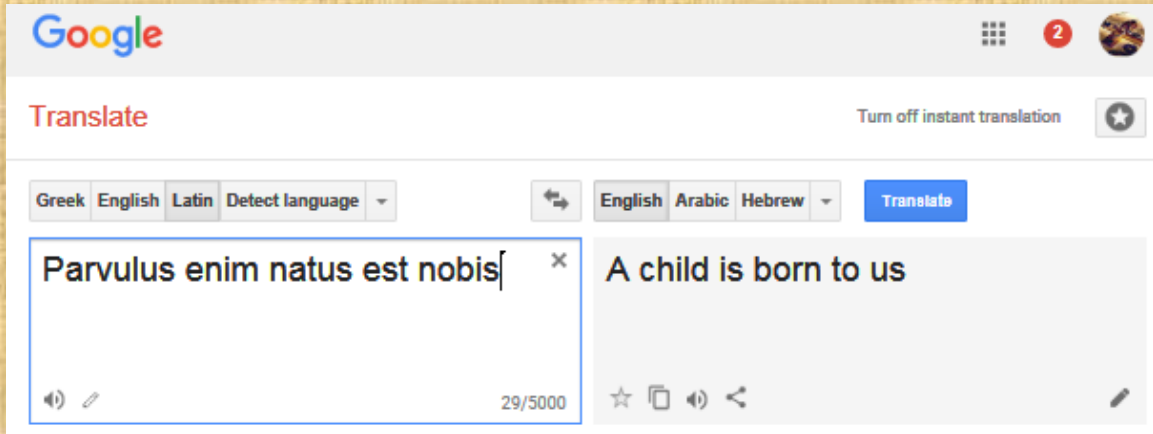 Google
2
Translate
Turn off instant translation
Greek English Latin Detect language
English Arabic Hebrew
Translate
Parvulus enim natus est nobis
A child is born to us
29/5000